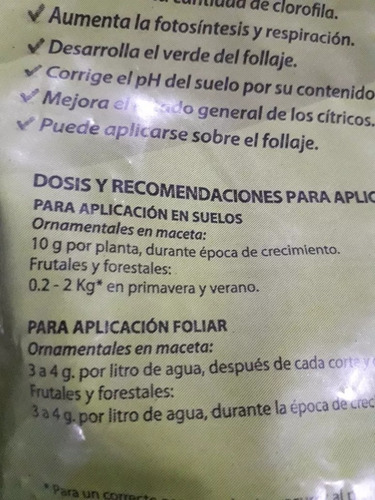 de clorofila.
✔ Aumenta la fotosíntesis y respiración.
✔ Desarrolla el verde del follaje.
✔ Corrige el pH del suelo por su contenido
✔ Mejora el general de los cítricos.
✔ Puede aplicarse sobre el follaje.
DOSIS Y RECOMENDACIONES PARA
PARA APLICACIÓN EN SUELOS
Ornamentales en maceta:
10 g por planta, durante época de crecimiento.
Frutales y forestales:
0.2 - 2 Kg* en primavera y verano.
PARA APLICACIÓN FOLIAR
Ornamentales en maceta:
3 a 4 g. por litro de agua, después de cada corte y
Frutales y forestales:
3 a 4 g. por litro de agua, durante la época de
*Para un